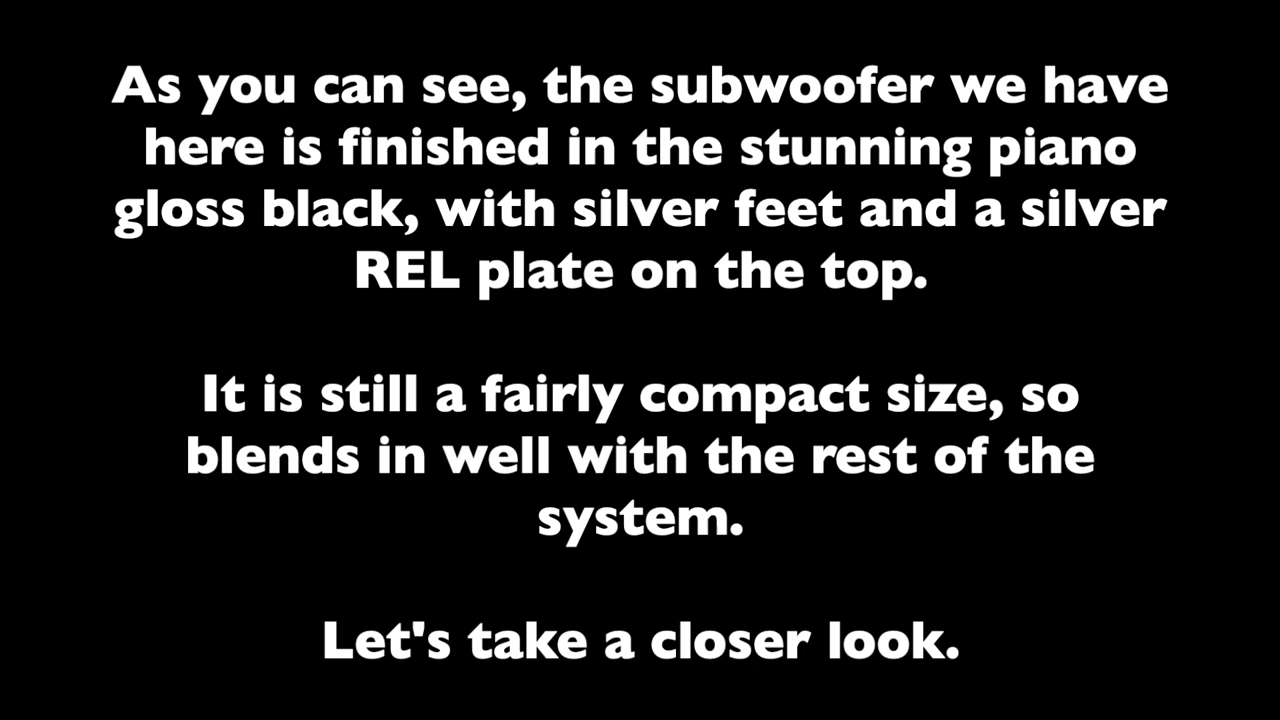 As you can see, the subwoofer we have
here is finished in the stunning piano
gloss black, with silver feet and a silver
REL plate on the top.
It is still a fairly compact size, so
blends in well with the rest of the
system.
Let's take a closer look.